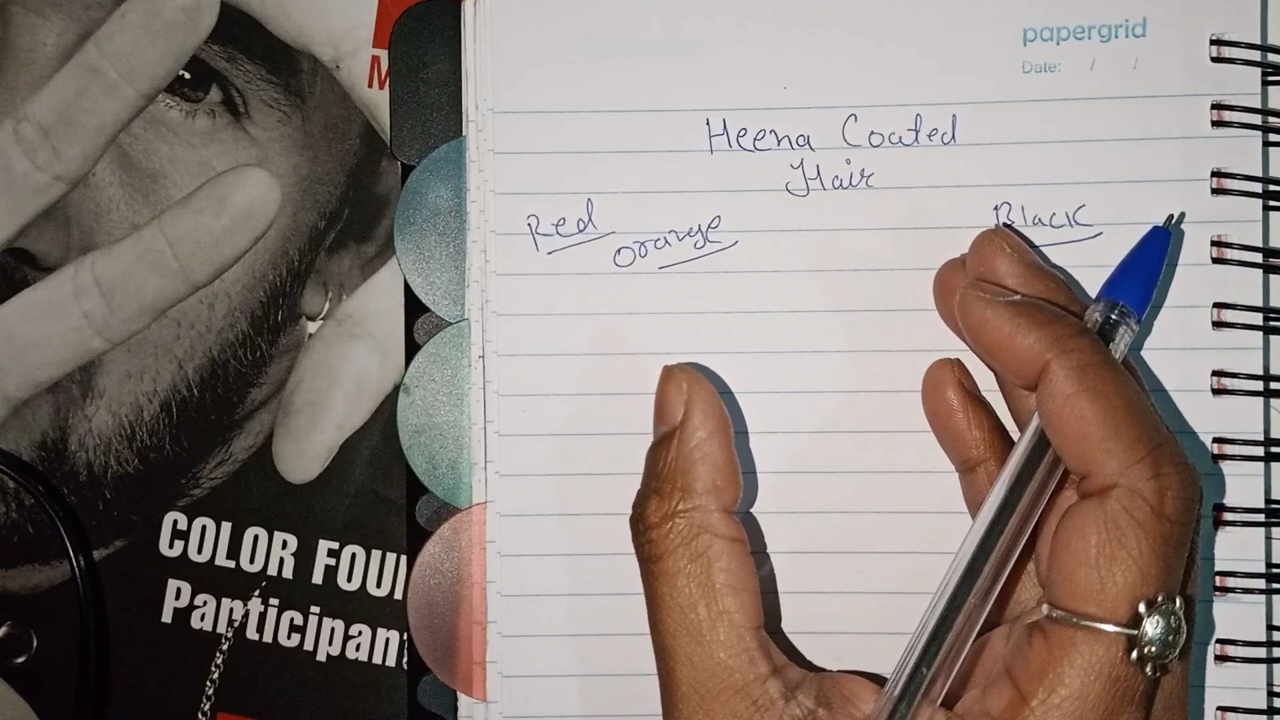 papergrid
Date: / /
Heena Coated
Hair
Red
Orange
Black
M
COLOR FOU
Participan